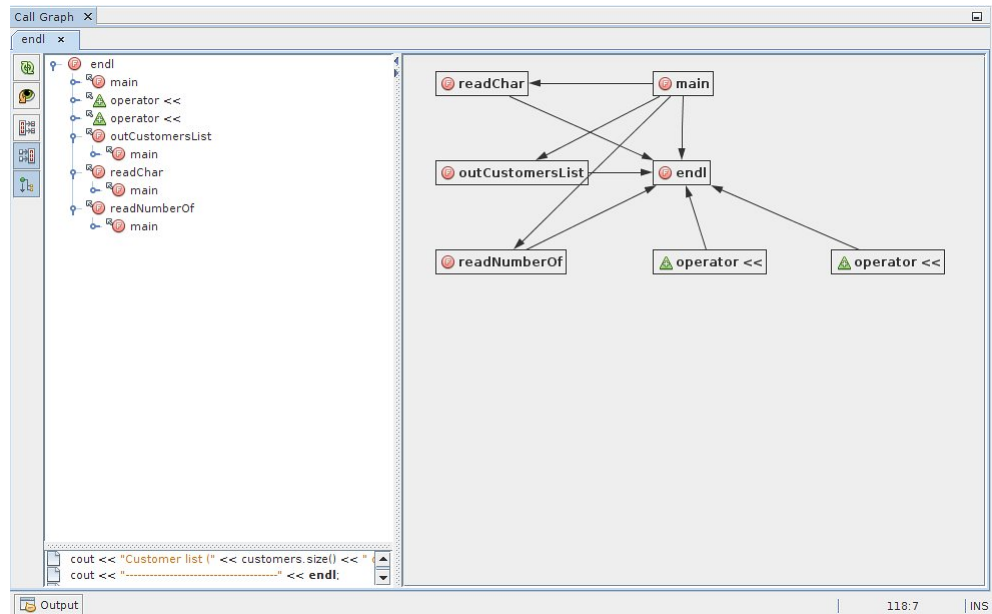 Call Graph
endl
endl
main
operator <<
operator <<
outCustomersList
main
readChar
main
readNumberOf
main
readChar
main
outCustomersList
endl
readNumberOf
operator <<
operator <<
cout << "Customer list (" << customers.size() << "
cout << "--------------------------------------" << endl;
Output
118:7
INS